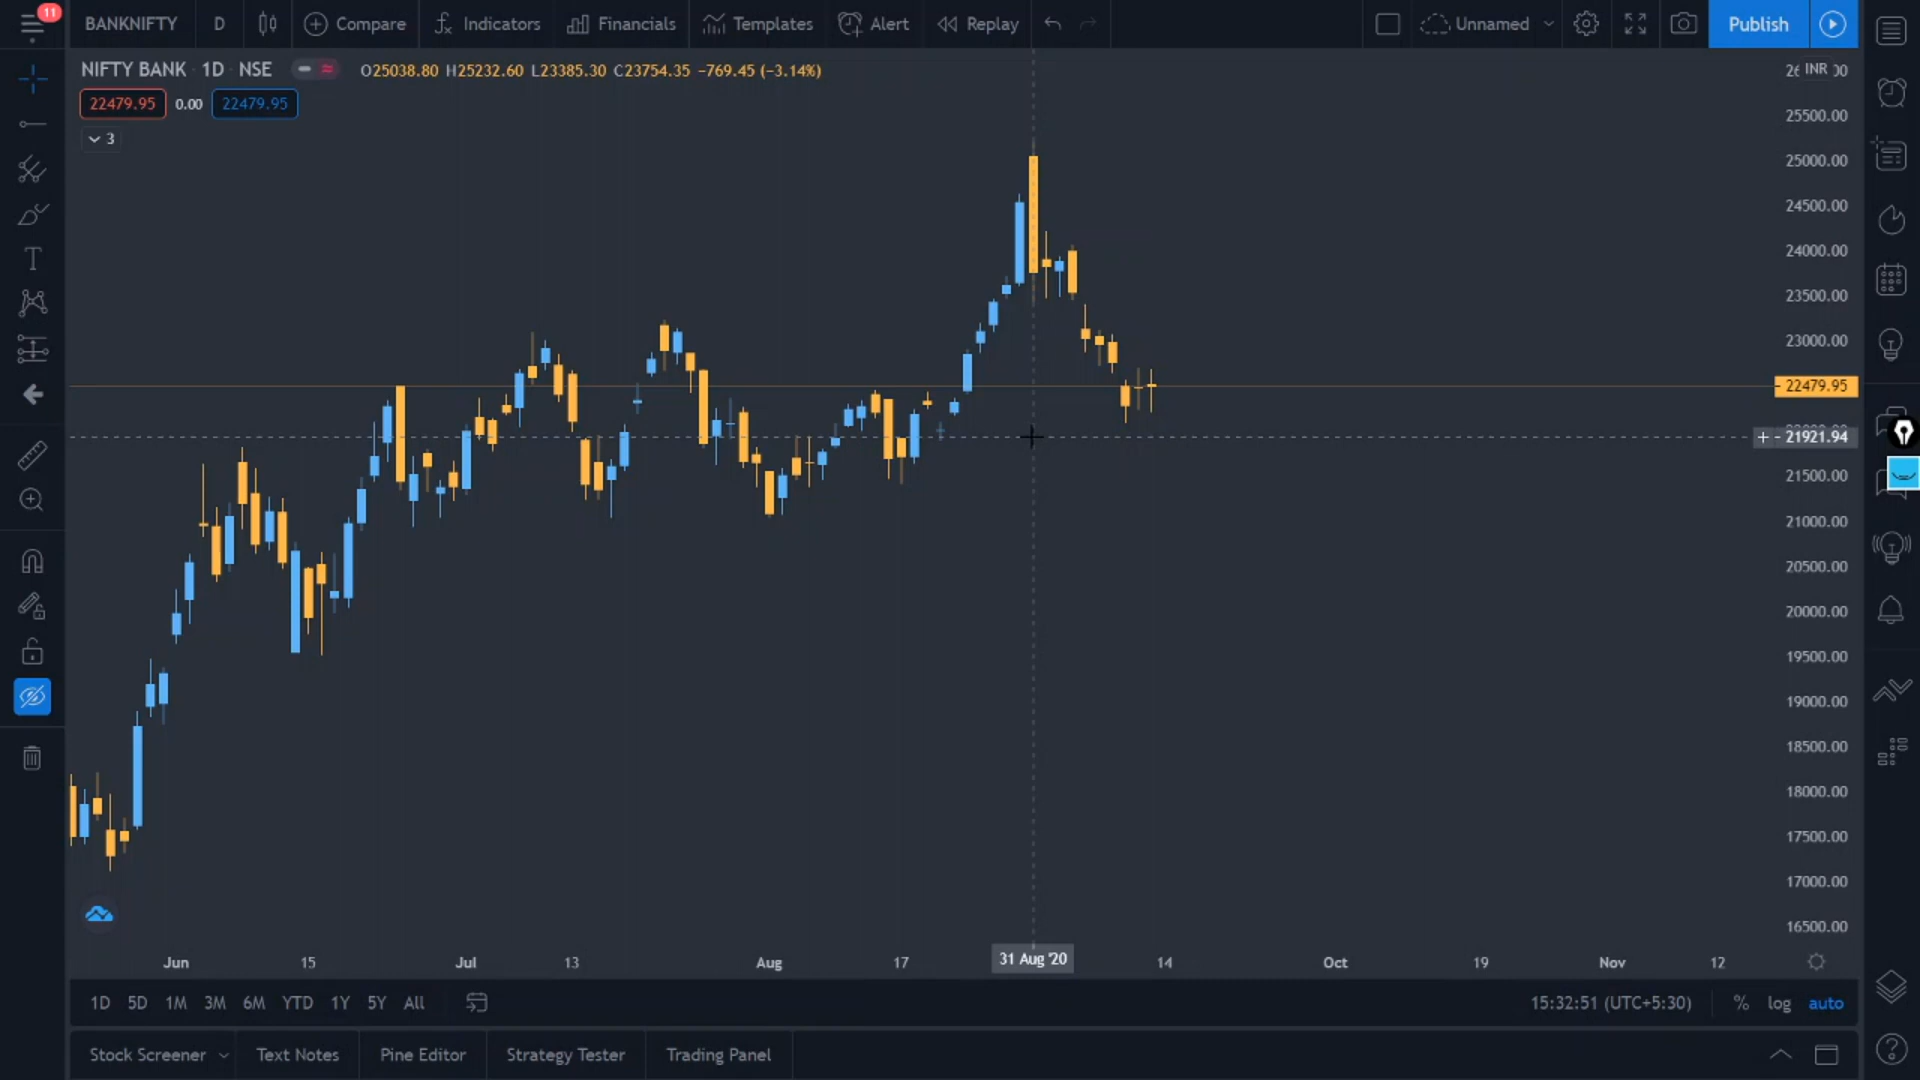 11 BANKNIFTY D Compare Indicators Financials Templates Alert Replay Unnamed Publish
NIFTY BANK 1D NSE O25038.80 H25232.60 L23385.30 C23754.35 −769.45 (−3.14%)
INR
22479.95 0.00 22479.95
3
25500.00
25000.00
24500.00
24000.00
23500.00
23000.00
22479.95
+ - 21921.94
21500.00
21000.00
20500.00
20000.00
19500.00
19000.00
18500.00
18000.00
17500.00
17000.00
16500.00
Jun 15 Jul 13 Aug 17 31 Aug '20 14 Oct 19 Nov 12
1D 5D 1M 3M 6M YTD 1Y 5Y All 15:32:51 (UTC+5:30) % log auto
Stock Screener Text Notes Pine Editor Strategy Tester Trading Panel